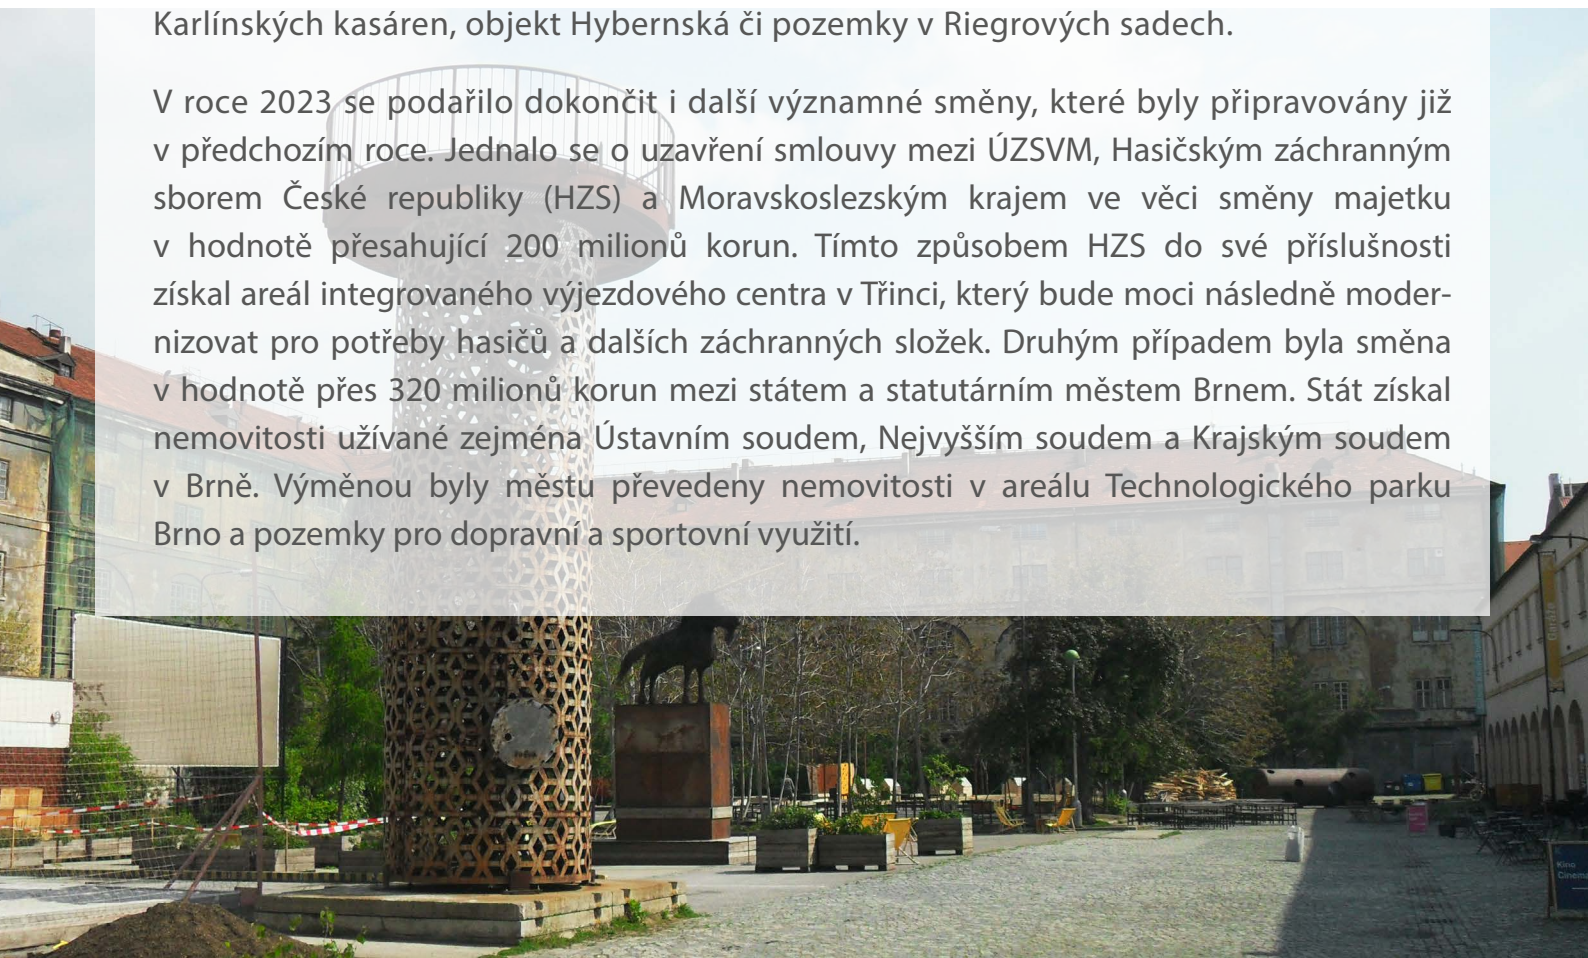 Karlínských kasáren, objekt Hybernská či pozemky v Riegrových sadech.
V roce 2023 se podařilo dokončit i další významné směny, které byly připravovány již
v předchozím roce. Jednalo se o uzavření smlouvy mezi ÚZSVM, Hasičským záchranným
sborem České republiky (HZS) a Moravskoslezským krajem ve věci směny majetku
v hodnotě přesahující 200 milionů korun. Tímto způsobem HZS do své příslušnosti
získal areál integrovaného výjezdového centra v Třinci, který bude moci následně moder-
nizovat pro potřeby hasičů a dalších záchranných složek. Druhým případem byla směna
v hodnotě přes 320 milionů korun mezi státem a statutárním městem Brnem. Stát získal
nemovitosti užívané zejména Ústavním soudem, Nejvyšším soudem a Krajským soudem
v Brně. Výměnou byly městu převedeny nemovitosti v areálu Technologického parku
Brno a pozemky pro dopravní a sportovní využití.
Kino
Cinema